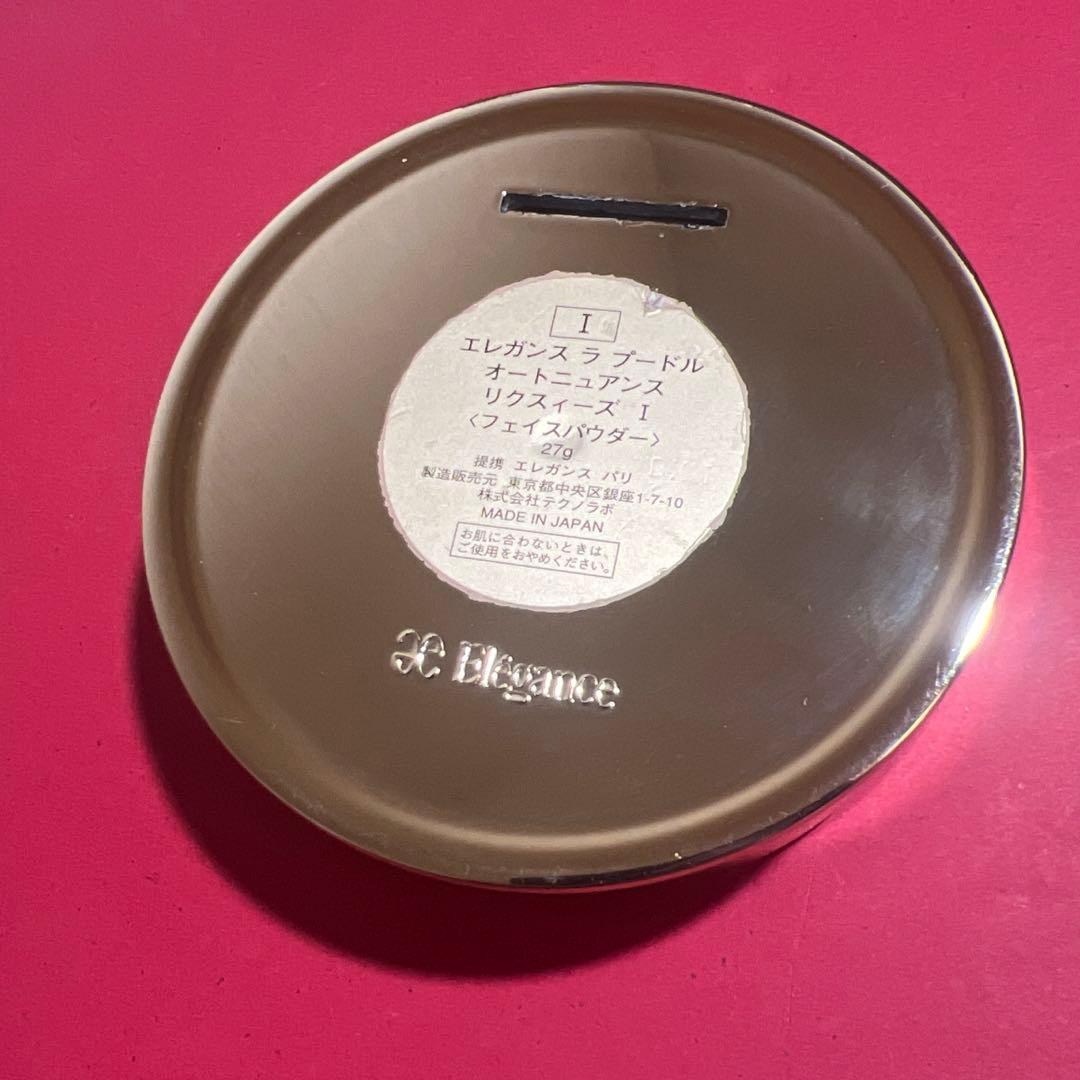 I
エレガンス ラ プードル
オートニュアンス
リクスィーズ I
〈フェイスパウダー〉
27g
提携 エレガンス パリ
製造販売元 東京都中央区銀座1-7-10
株式会社テクノラボ
MADE IN JAPAN
お肌に合わないときは、
ご使用をおやめください。
Elégance